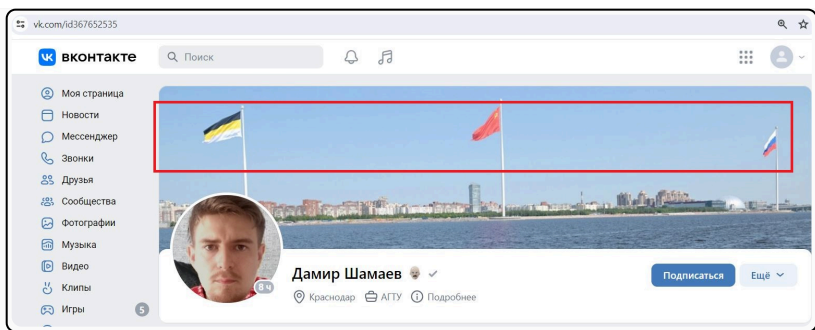 vk.com/id367652535
вконтакте
Поиск
Моя страница
Новости
Мессенджер
Звонки
Друзья
Сообщества
Фотографии
Музыка
Видео
Клипы
Игры 5
8 ч
Дамир Шамаев
Краснодар АГТУ Подробнее
Подписаться Ещё